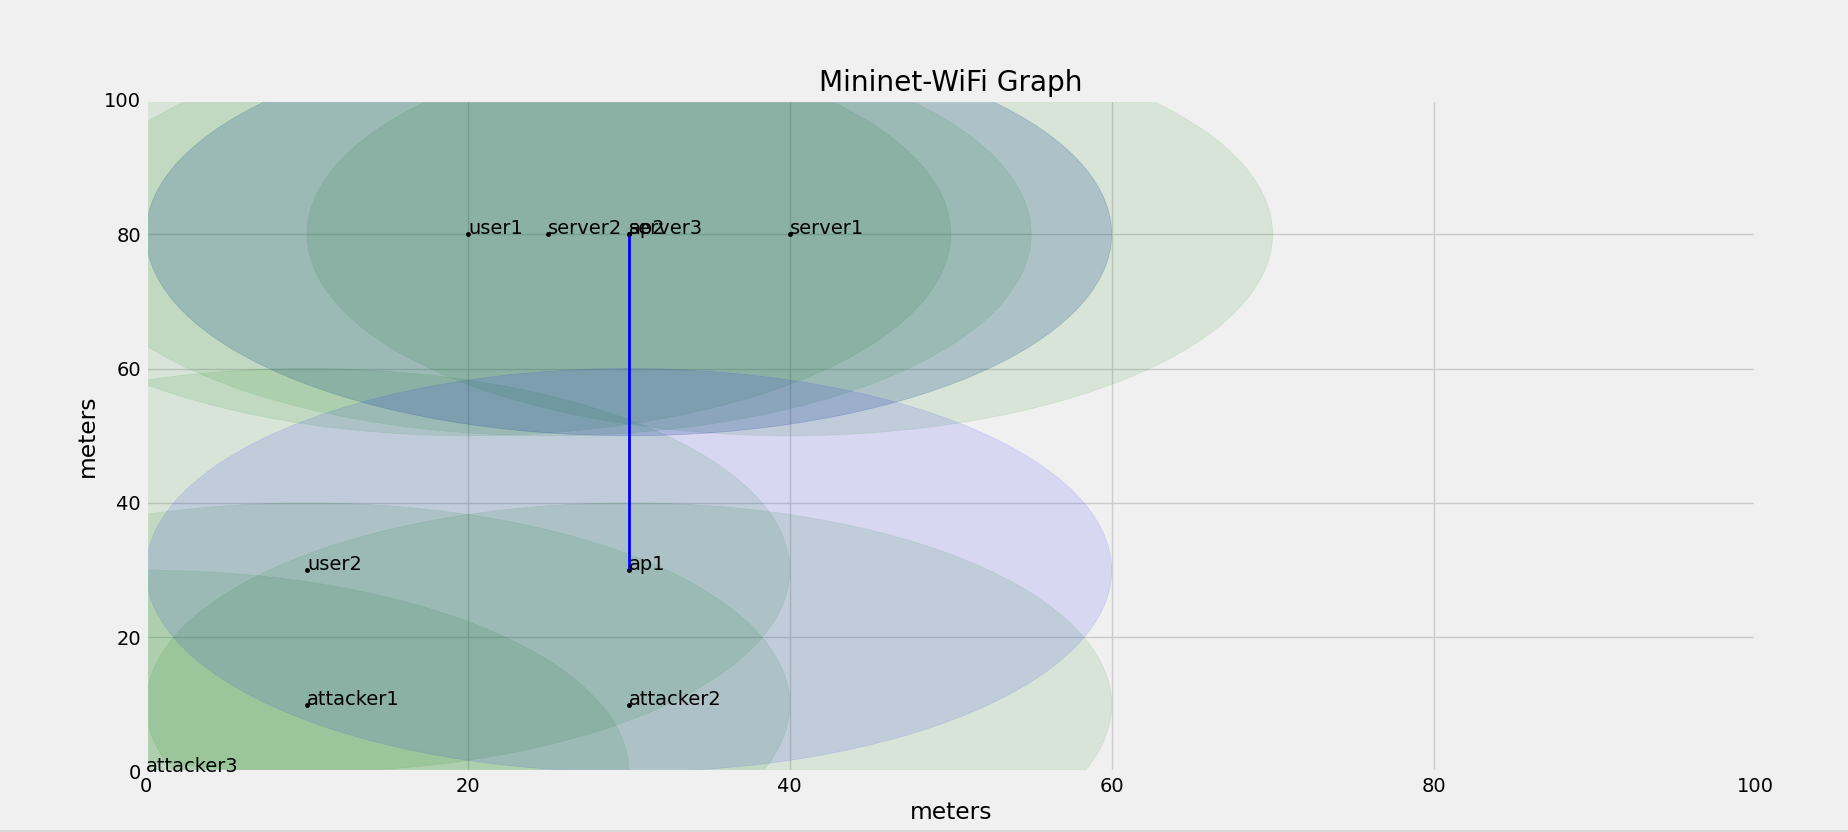 Mininet-WiFi Graph
100
80
60
40
20
0
meters
user1
server2
ap2
server3
server1
user2
ap1
attacker1
attacker2
attacker3
0
20
40
60
80
100
meters